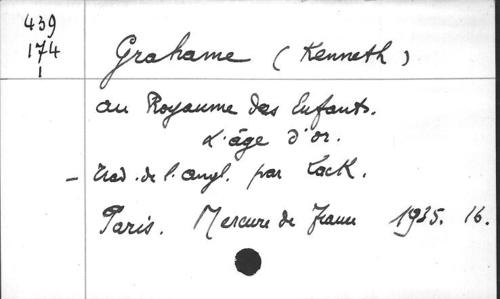 439
174
1
Grahame (Kenneth)
au Royaume des Enfants.
L'âge d'or.
- Trad. de l'angl. par Lock.
Paris. Mercure de France 1935. 16.